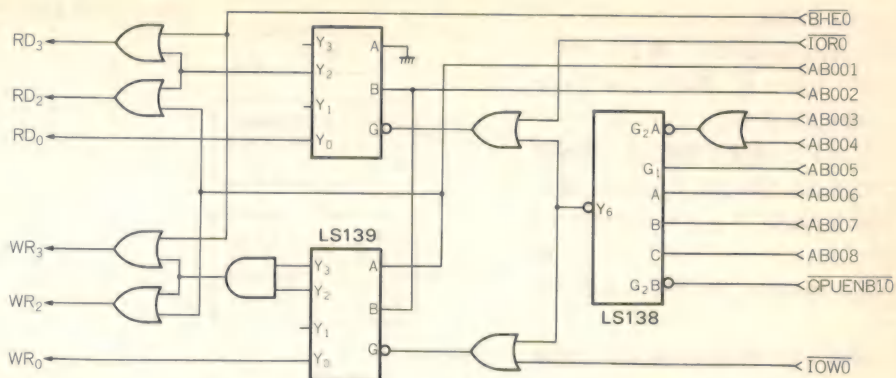 RD3
RD2
RD0
WR3
WR2
WR0
Y3
Y2
Y1
Y0
A
B
G
LS139
Y3
Y2
Y1
Y0
A
B
G
G2A
G1
A
B
C
G2B
Y6
LS138
BHE0
IOR0
AB001
AB002
AB003
AB004
AB005
AB006
AB007
AB008
OPUENB10
IOW0